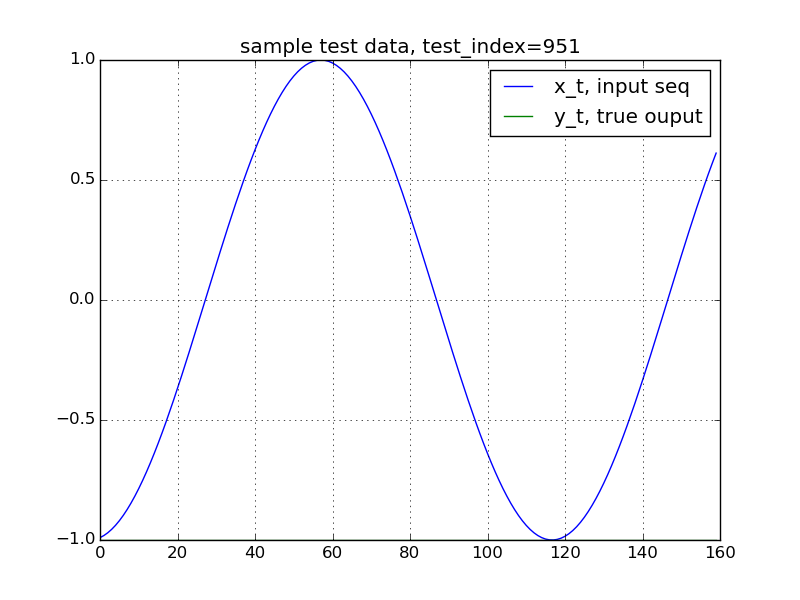 sample test data, test_index=951
x_t, input seq
y_t, true ouput
1.0
0.5
0.0
−0.5
−1.0
0 20 40 60 80 100 120 140 160